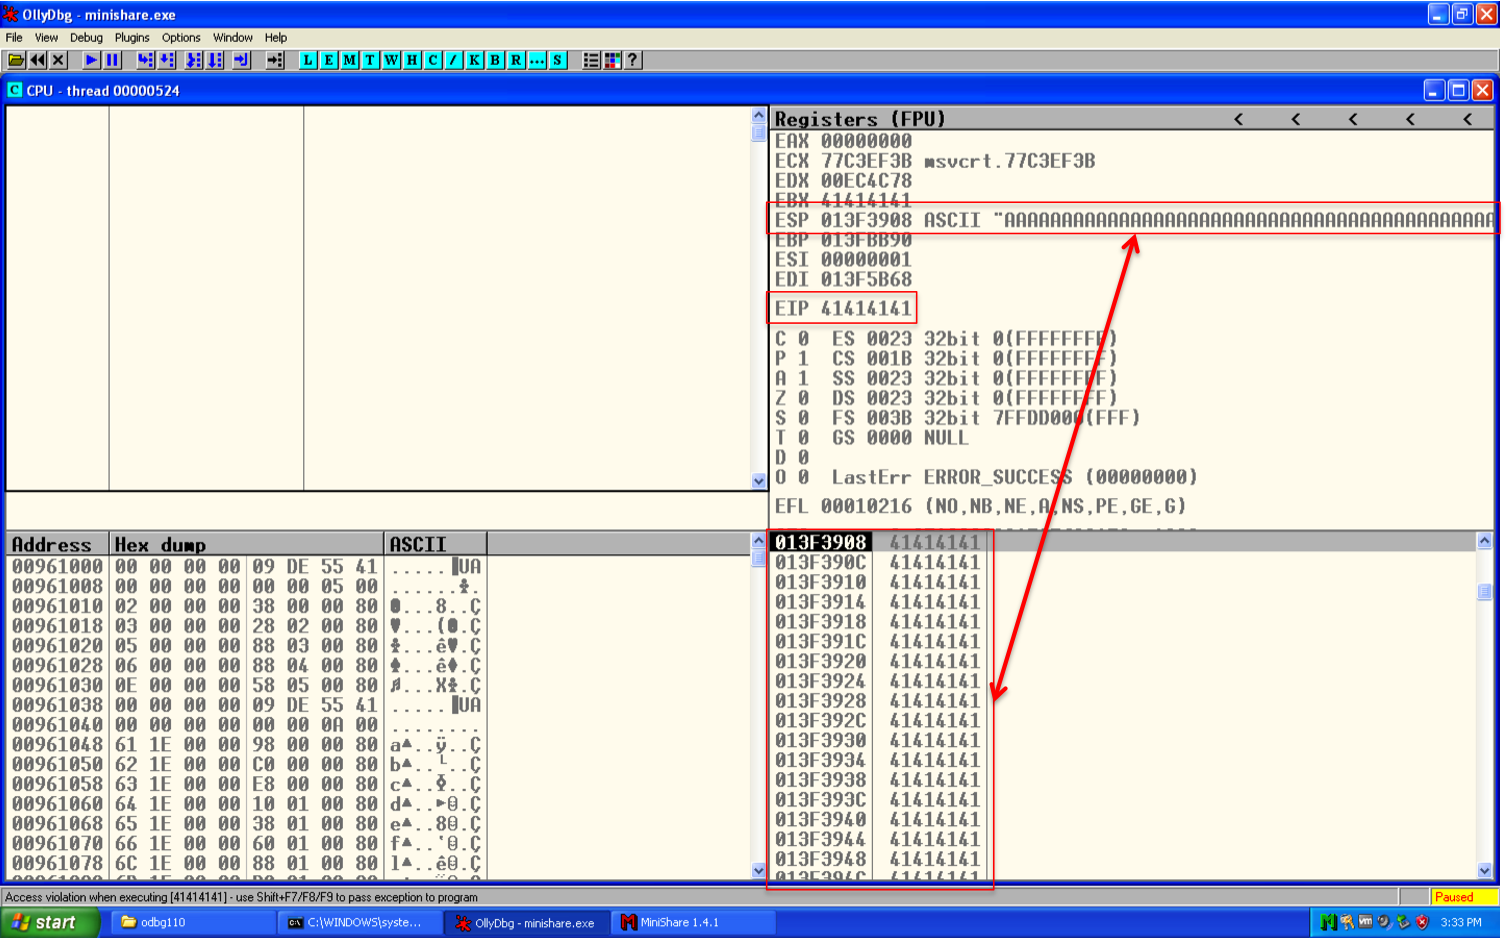 OllyDbg - minishare.exe
File View Debug Plugins Options Window Help
L E M T W H C / K B R ... S ?
C CPU - thread 00000524
Registers (FPU) < < < < <
EAX 00000000
ECX 77C3EF3B msvcrt.77C3EF3B
EDX 00EC4C78
EBX 41414141
ESP 013F3908 ASCII "AAAAAAAAAAAAAAAAAAAAAAAAAAAAAAAAAAAAAAAAAAA
EBP 013FBB90
ESI 00000001
EDI 013F5B68
EIP 41414141
C 0 ES 0023 32bit 0(FFFFFFFF)
P 1 CS 001B 32bit 0(FFFFFFFF)
A 1 SS 0023 32bit 0(FFFFFFFF)
Z 0 DS 0023 32bit 0(FFFFFFFF)
S 0 FS 003B 32bit 7FFDD000(FFF)
T 0 GS 0000 NULL
D 0
O 0 LastErr ERROR_SUCCESS (00000000)
EFL 00010216 (NO,NB,NE,A,NS,PE,GE,G)
Address Hex dump ASCII
00961000 00 00 00 00 09 DE 55 41 .....▐UA
00961008 00 00 00 00 00 00 05 00 ......♣.
00961010 02 00 00 00 38 00 00 80 ☻...8..Ç
00961018 03 00 00 00 28 02 00 80 ♥...(☻.Ç
00961020 05 00 00 00 88 03 00 80 ♣...ê♥.Ç
00961028 06 00 00 00 88 04 00 80 ♠...ê♦.Ç
00961030 0E 00 00 00 58 05 00 80 ♬...X♣.Ç
00961038 00 00 00 00 09 DE 55 41 .....▐UA
00961040 00 00 00 00 00 00 0A 00 ........
00961048 61 1E 00 00 98 00 00 80 a▲..ÿ..Ç
00961050 62 1E 00 00 C0 00 00 80 b▲..└..Ç
00961058 63 1E 00 00 E8 00 00 80 c▲..Φ..Ç
00961060 64 1E 00 00 10 01 00 80 d▲..►☺.Ç
00961068 65 1E 00 00 38 01 00 80 e▲..8☺.Ç
00961070 66 1E 00 00 60 01 00 80 f▲..`☺.Ç
00961078 6C 1E 00 00 88 01 00 80 l▲..ê☺.Ç
013F3908 41414141
013F390C 41414141
013F3910 41414141
013F3914 41414141
013F3918 41414141
013F391C 41414141
013F3920 41414141
013F3924 41414141
013F3928 41414141
013F392C 41414141
013F3930 41414141
013F3934 41414141
013F3938 41414141
013F393C 41414141
013F3940 41414141
013F3944 41414141
013F3948 41414141
013F394C 41414141
Access violation when executing [41414141] - use Shift+F7/F8/F9 to pass exception to program
Paused
start odbg110 C:\WINDOWS\syste... OllyDbg - minishare.exe MiniShare 1.4.1 3:33 PM